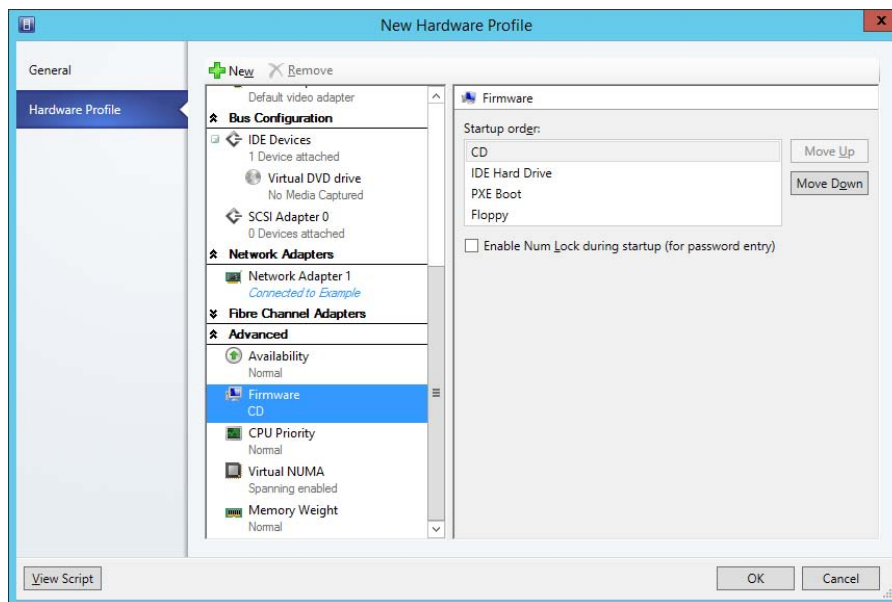 New Hardware Profile
X
General
Hardware Profile
New
Remove
Default video adapter
Bus Configuration
IDE Devices
1 Device attached
Virtual DVD drive
No Media Captured
SCSI Adapter 0
0 Devices attached
Network Adapters
Network Adapter 1
Connected to Example
Fibre Channel Adapters
Advanced
Availability
Normal
Firmware
CD
CPU Priority
Normal
Virtual NUMA
Spanning enabled
Memory Weight
Normal
Firmware
Startup order:
CD
IDE Hard Drive
PXE Boot
Floppy
Move Up
Move Down
Enable Num Lock during startup (for password entry)
View Script
OK
Cancel